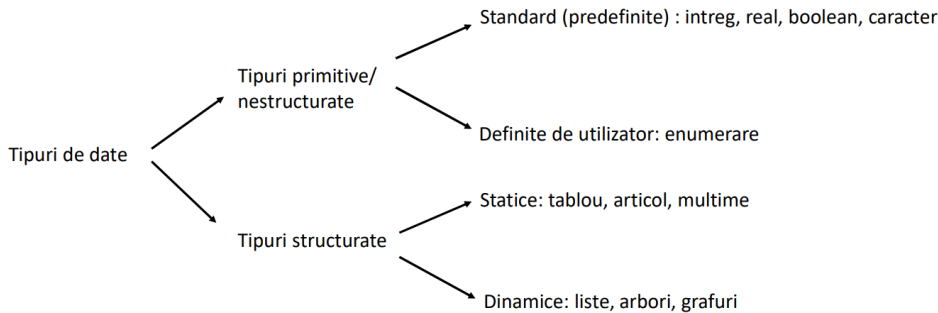 Standard (predefinite) : intreg, real, boolean, caracter
Tipuri primitive/
nestructurate
Definite de utilizator: enumerare
Tipuri de date
Statice: tablou, articol, multime
Tipuri structurate
Dinamice: liste, arbori, grafuri